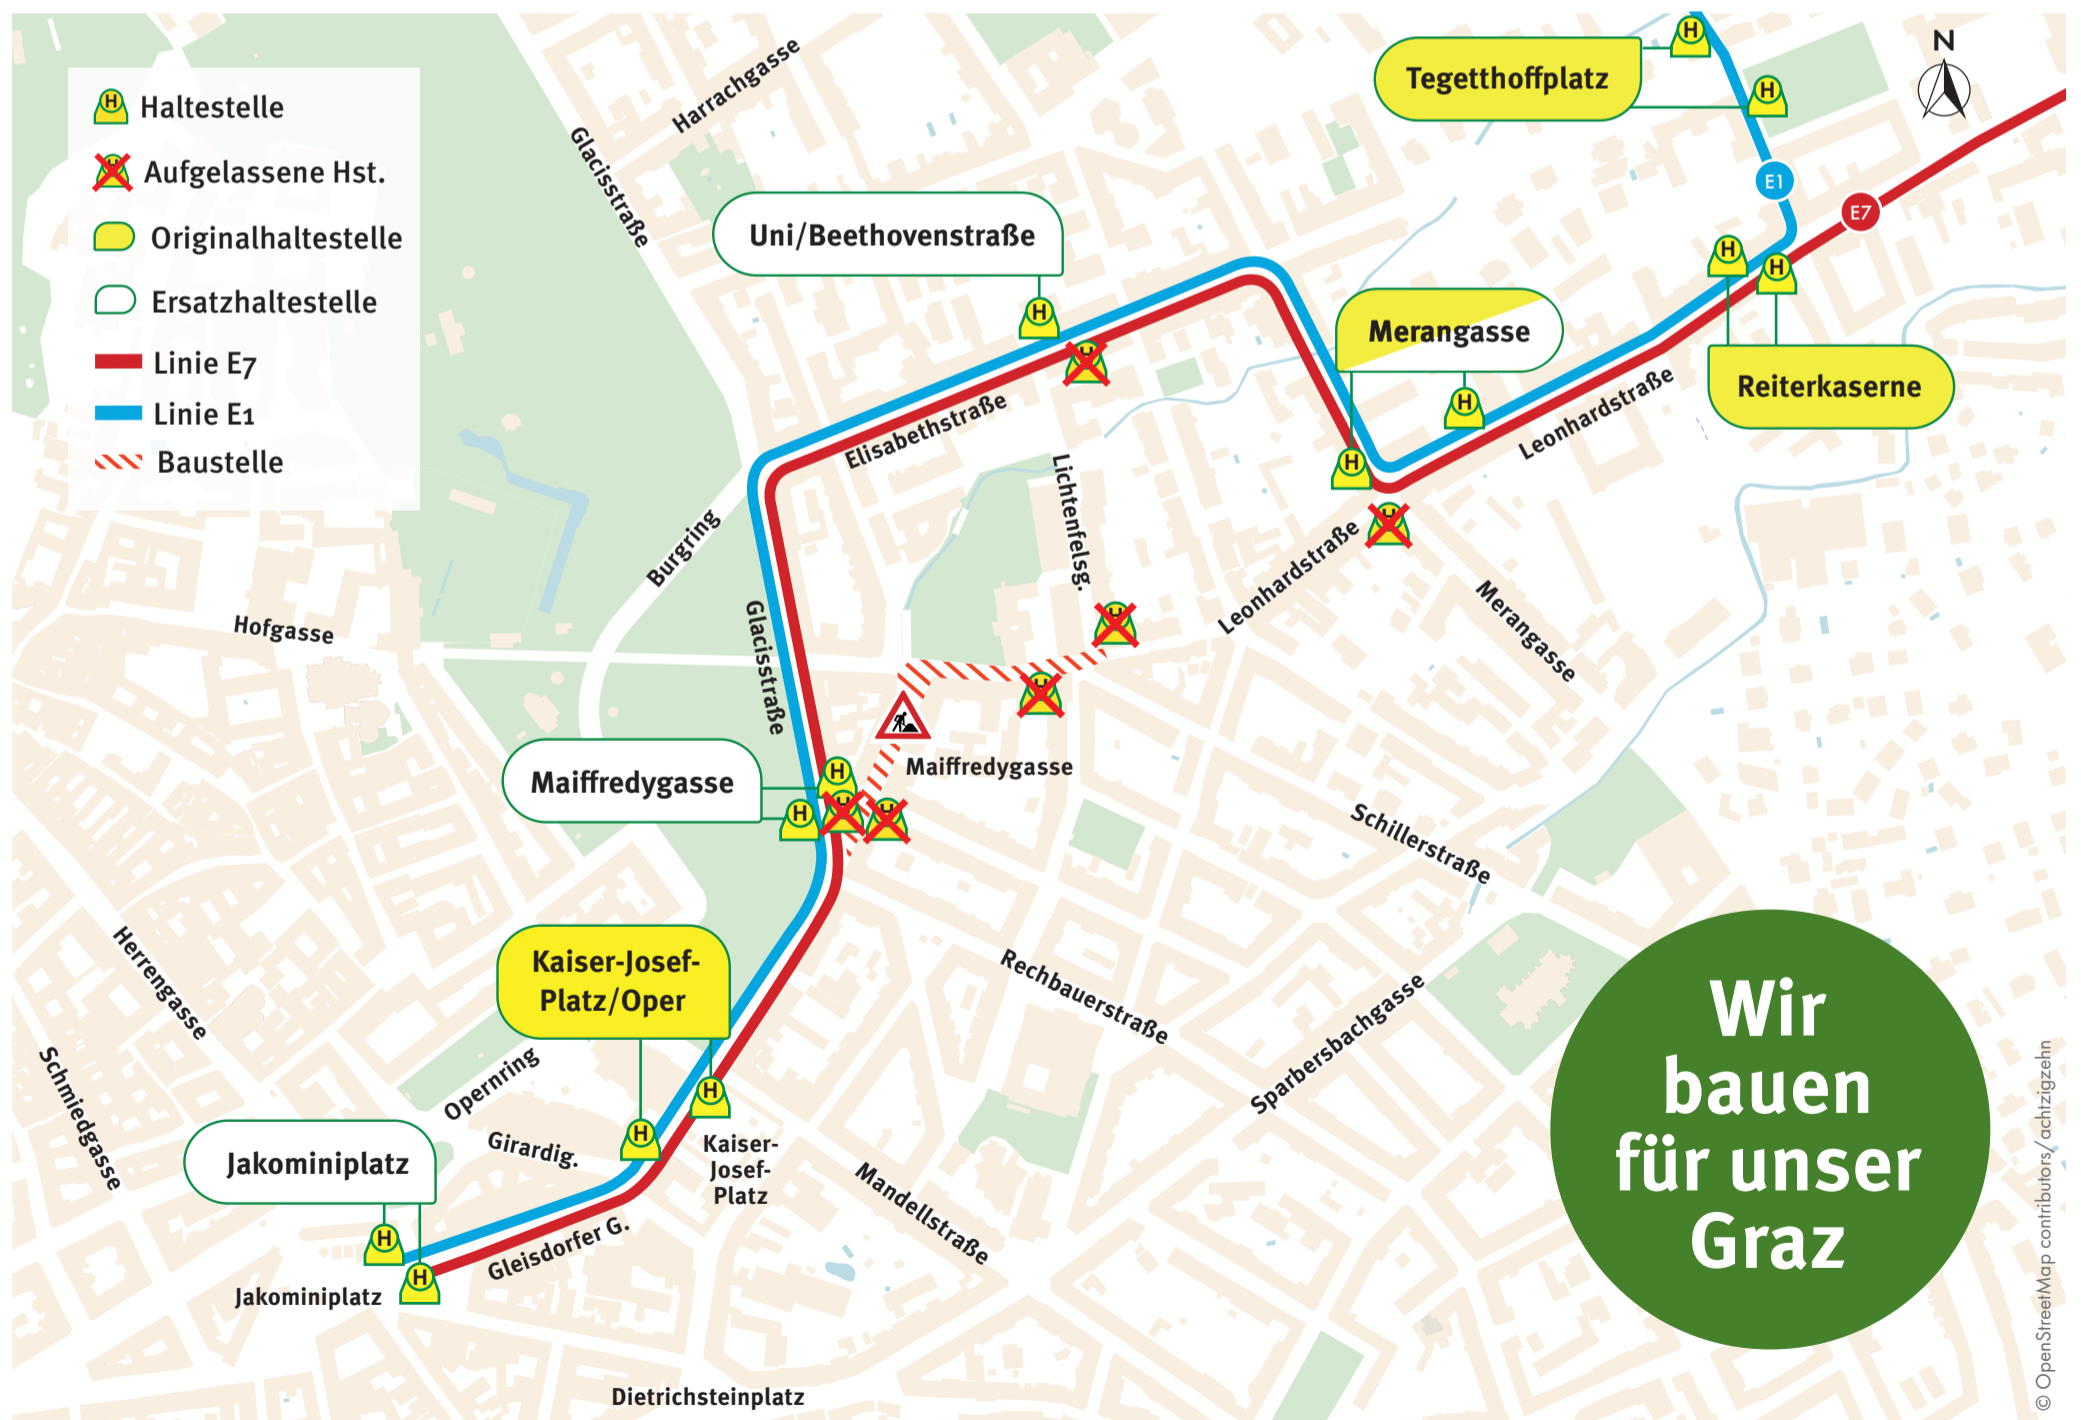 Haltestelle
Aufgelassene Hst.
Originalhaltestelle
Ersatzhaltestelle
Linie E7
Linie E1
Baustelle
Harrachgasse
Glacisstraße
Tegetthoffplatz
H
H
N
E1
E7
Uni/Beethovenstraße
H
H
Merangasse
H
H
H
H
H
Reiterkaserne
Elisabethstraße
Lichtenfelsg.
Leonhardstraße
Leonhardstraße
H
Merangasse
Burgring
Hofgasse
Glacisstraße
H
H
Maiffredygasse
Maiffredygasse
H
H
H
H
Schillerstraße
Kaiser-Josef-
Platz/Oper
Rechbauerstraße
Sparbersbachgasse
Herrengasse
Schmiedgasse
Opernring
Girardig.
H
H
Kaiser-
Josef-
Platz
Mandellstraße
Jakominiplatz
H
H
Gleisdorfer G.
Jakominiplatz
Dietrichsteinplatz
Wir
bauen
für unser
Graz
© OpenStreetMap contributors/achtzigzehn